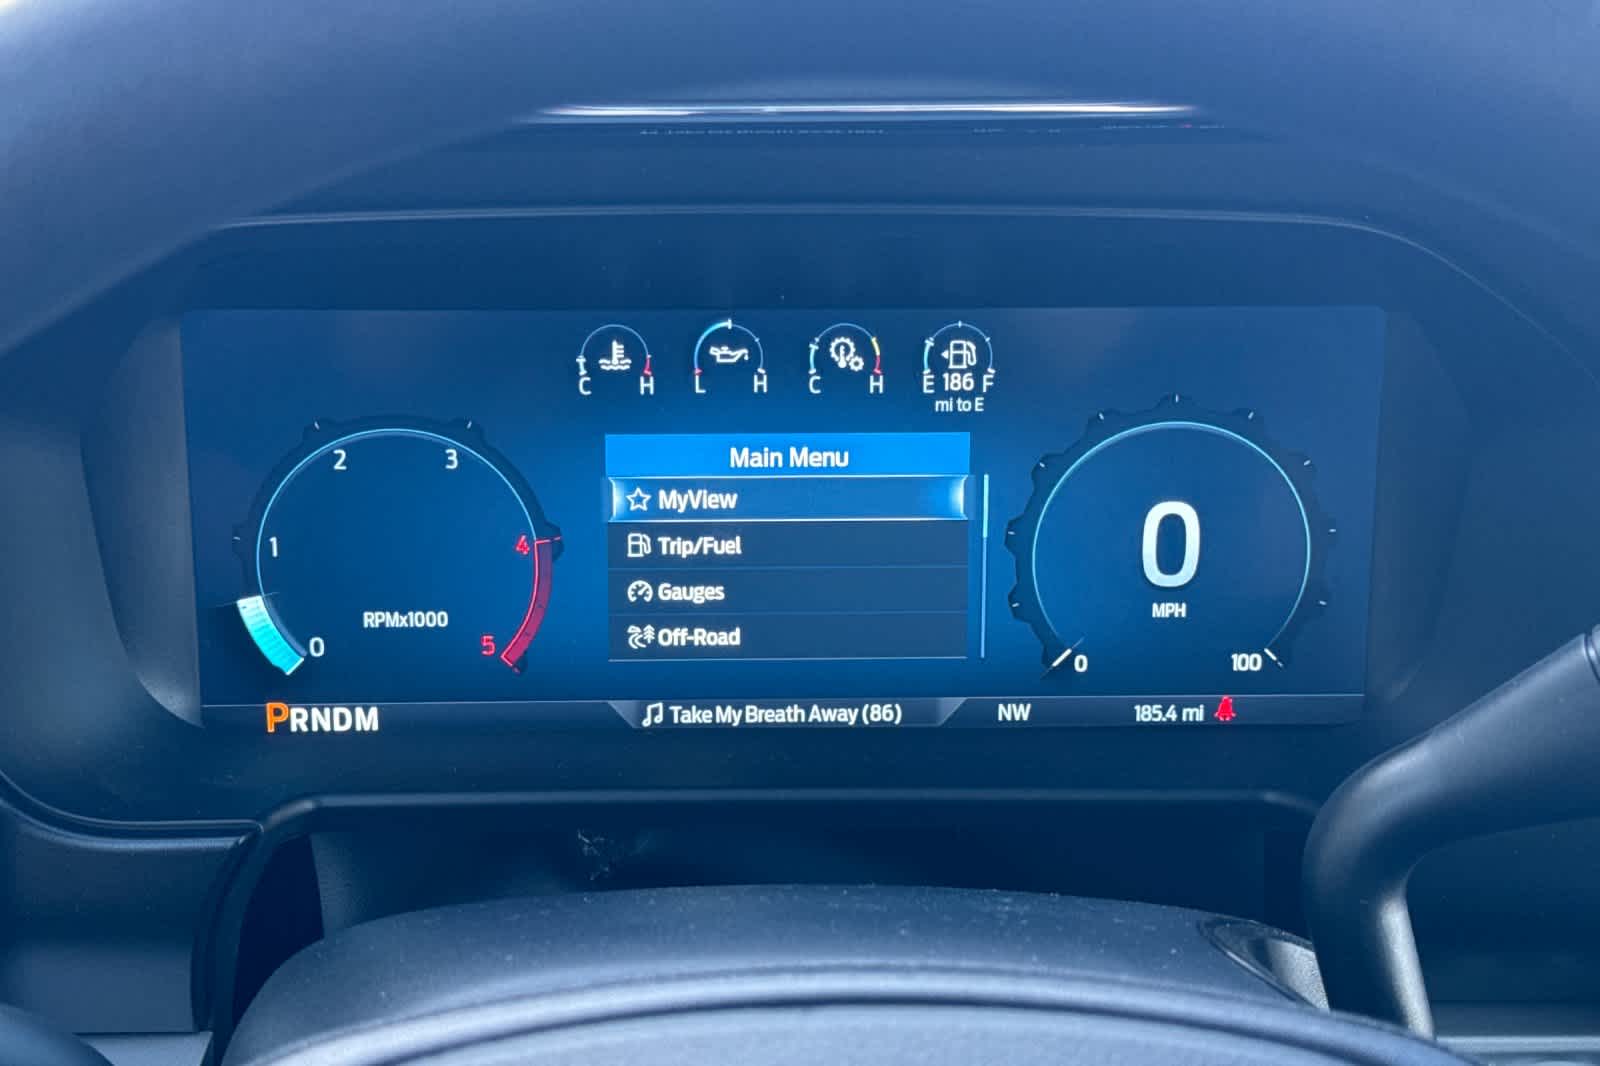 C H
L H
C H
E 186 F
mi to E
Main Menu
MyView
Trip/Fuel
Gauges
Off-Road
0
1
2
3
4
5
RPMx1000
0
MPH
0
100
PRNDM
Take My Breath Away (86)
NW
185.4 mi